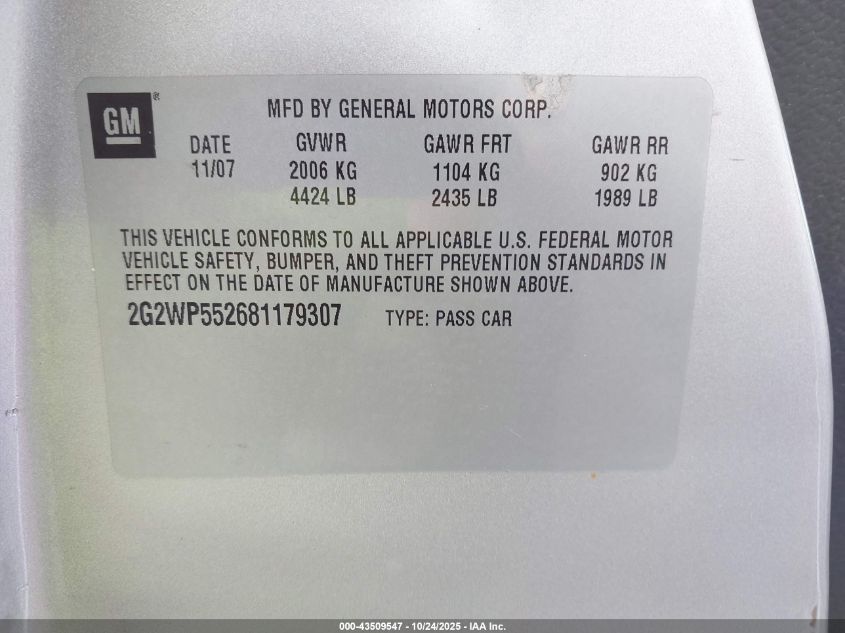 GM®
MFD BY GENERAL MOTORS CORP.
DATE GVWR GAWR FRT GAWR RR
11/07 2006 KG 1104 KG 902 KG
4424 LB 2435 LB 1989 LB
THIS VEHICLE CONFORMS TO ALL APPLICABLE U.S. FEDERAL MOTOR
VEHICLE SAFETY, BUMPER, AND THEFT PREVENTION STANDARDS IN
EFFECT ON THE DATE OF MANUFACTURE SHOWN ABOVE.
2G2WP552681179307 TYPE: PASS CAR
000-43509547 - 10/24/2025 - IAA Inc.